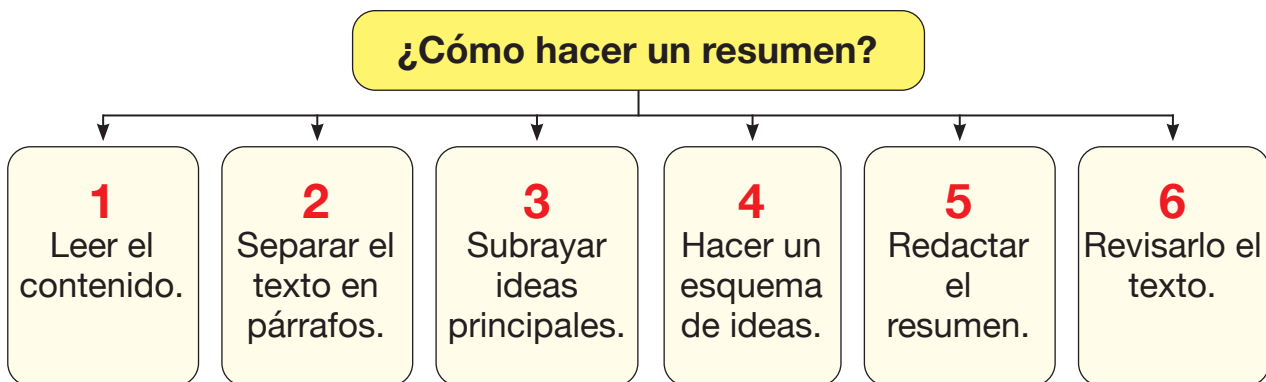 ¿Cómo hacer un resumen?
1
Leer el
contenido.
2
Separar el
texto en
párrafos.
3
Subrayar
ideas
principales.
4
Hacer un
esquema
de ideas.
5
Redactar
el
resumen.
6
Revisarlo el
texto.